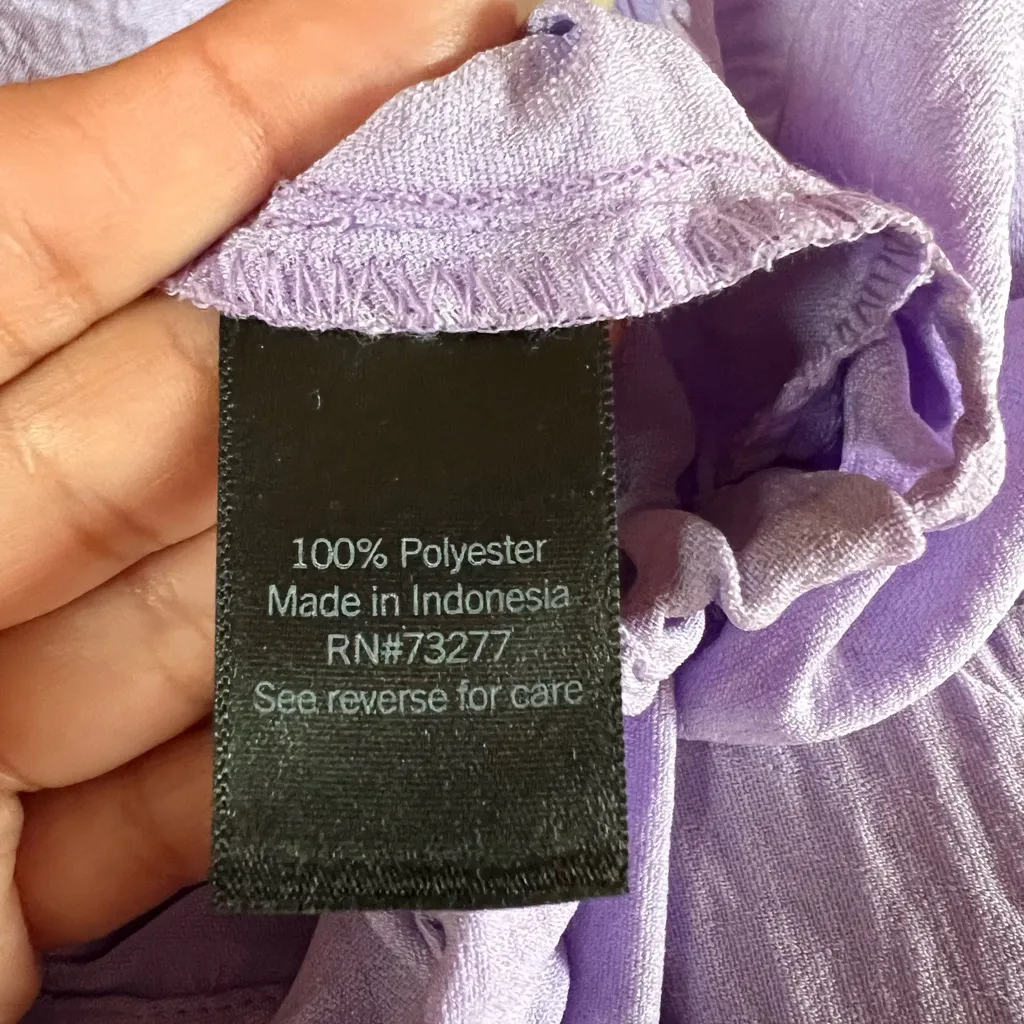 100% Polyester
Made in Indonesia
RN#73277
See reverse for care